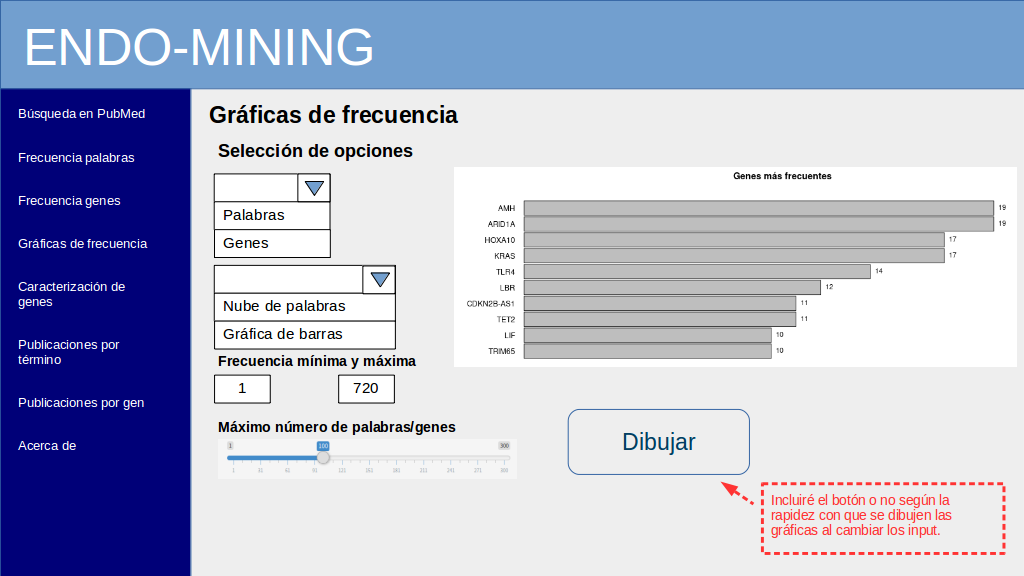 ENDO-MINING
Búsqueda en PubMed
Frecuencia palabras
Frecuencia genes
Gráficas de frecuencia
Caracterización de
genes
Publicaciones por
término
Publicaciones por gen
Acerca de
Gráficas de frecuencia
Selección de opciones
Palabras
Genes
Nube de palabras
Gráfica de barras
Frecuencia mínima y máxima
1 720
Máximo número de palabras/genes
1 100 300
1 31 61 91 121 151 181 211 241 271 300
Genes más frecuentes
AMH 19
ARID1A 19
HOXA10 17
KRAS 17
TLR4 14
LBR 12
CDKN2B-AS1 11
TET2 11
LIF 10
TRIM65 10
Dibujar
Incluiré el botón o no según la
rapidez con que se dibujen las
gráficas al cambiar los input.